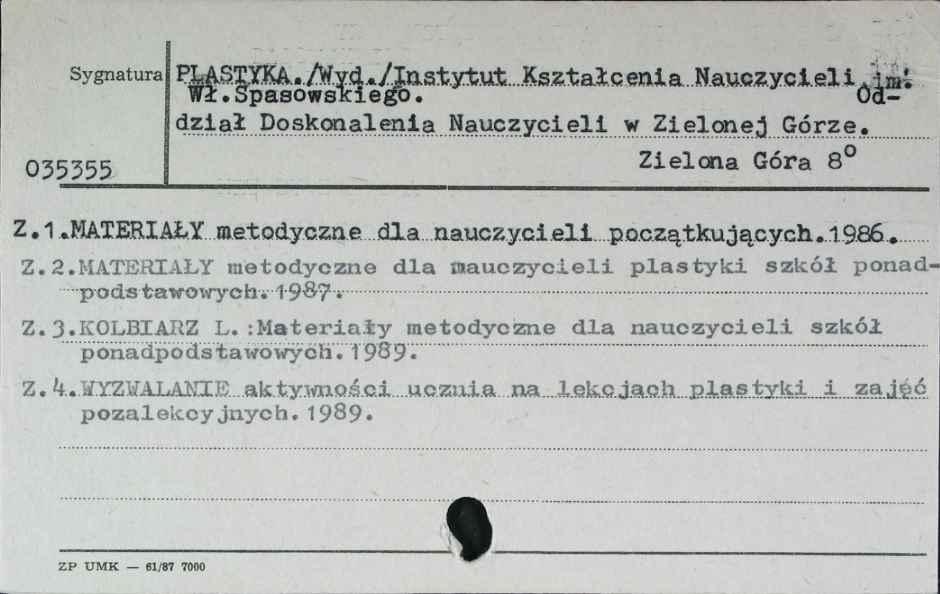 Sygnatura PLASTYKA./Wyd./Instytut Kształcenia Nauczycieli im.
Wł.Spasowskiego. Od-
dział Doskonalenia Nauczycieli w Zielonej Górze.
035355 Zielona Góra 8°
Z.1.MATERIAŁY metodyczne dla nauczycieli początkujących.1986.
Z.2.MATERIAŁY metodyczne dla nauczycieli plastyki szkół ponad-
podstawowych.1987.
Z.3.KOLBIARZ L.:Materiały metodyczne dla nauczycieli szkół
ponadpodstawowych.1989.
Z.4.WYZWALANIE aktywności ucznia na lekcjach plastyki i zajęć
pozalekcyjnych.1989.
ZP UMK — 61/87 7000